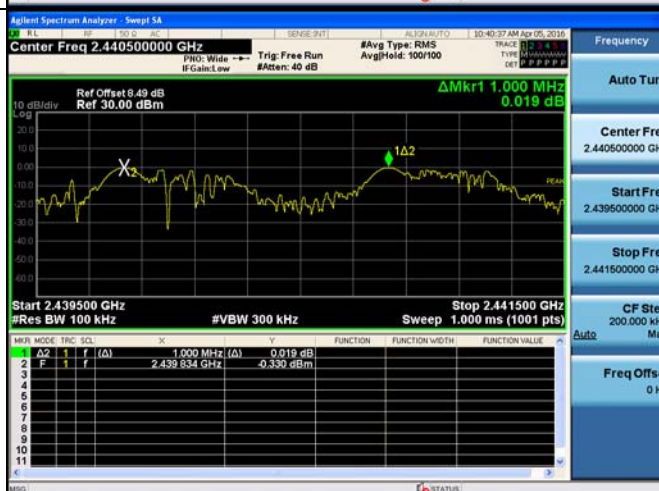 Agilent Spectrum Analyzer - Swept SA
RL RF 50 Ω AC SENSE:INT ALIGNAUTO 10:40:37 AM Apr 05, 2016
Center Freq 2.440500000 GHz
PNO: Wide
IFGain:Low
Trig: Free Run
#Atten: 40 dB
#Avg Type: RMS
Avg|Hold: 100/100
TRACE 1 2 3 4 5 6
TYPE
DET P P P P P P
Ref Offset 8.49 dB
Ref 30.00 dBm
10 dB/div
Log
ΔMkr1 1.000 MHz
0.019 dB
20.0
10.0
0.00
-10.0
-20.0
-30.0
-40.0
-50.0
-60.0
X2
1Δ2
PEAK
Start 2.439500 GHz
Stop 2.441500 GHz
#Res BW 100 kHz
#VBW 300 kHz
Sweep 1.000 ms (1001 pts)
MKR MODE TRC SCL X Y FUNCTION FUNCTION WIDTH FUNCTION VALUE
1 Δ2 1 f (Δ) 1.000 MHz (Δ) 0.019 dB
2 F 1 f 2.439 834 GHz -0.330 dBm
3
4
5
6
7
8
9
10
11
MSG
STATUS
Frequency
Auto Tun
Center Fre
2.440500000 GH
Start Fre
2.439500000 GH
Stop Fre
2.441500000 GH
CF Ste
200.000 kH
Auto Ma
Freq Offs
0 H